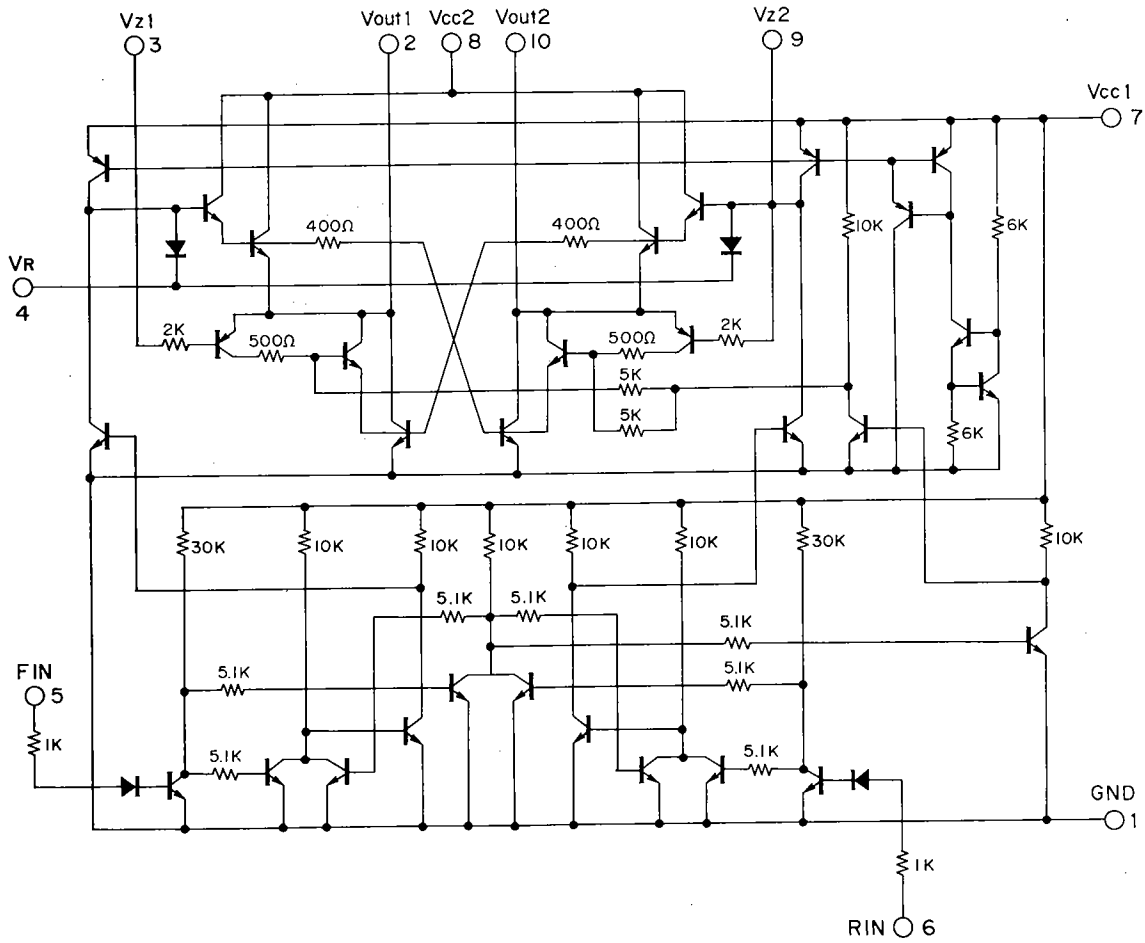 Vz1
3
Vout1
2
Vcc2
8
Vout2
10
Vz2
9
Vcc1
7
400Ω
400Ω
10K
6K
VR
4
2K
500Ω
500Ω
2K
5K
5K
6K
30K
10K
10K
10K
10K
10K
30K
10K
5.1K
5.1K
5.1K
FIN
5
5.1K
5.1K
1K
5.1K
5.1K
GND
1
1K
RIN
6